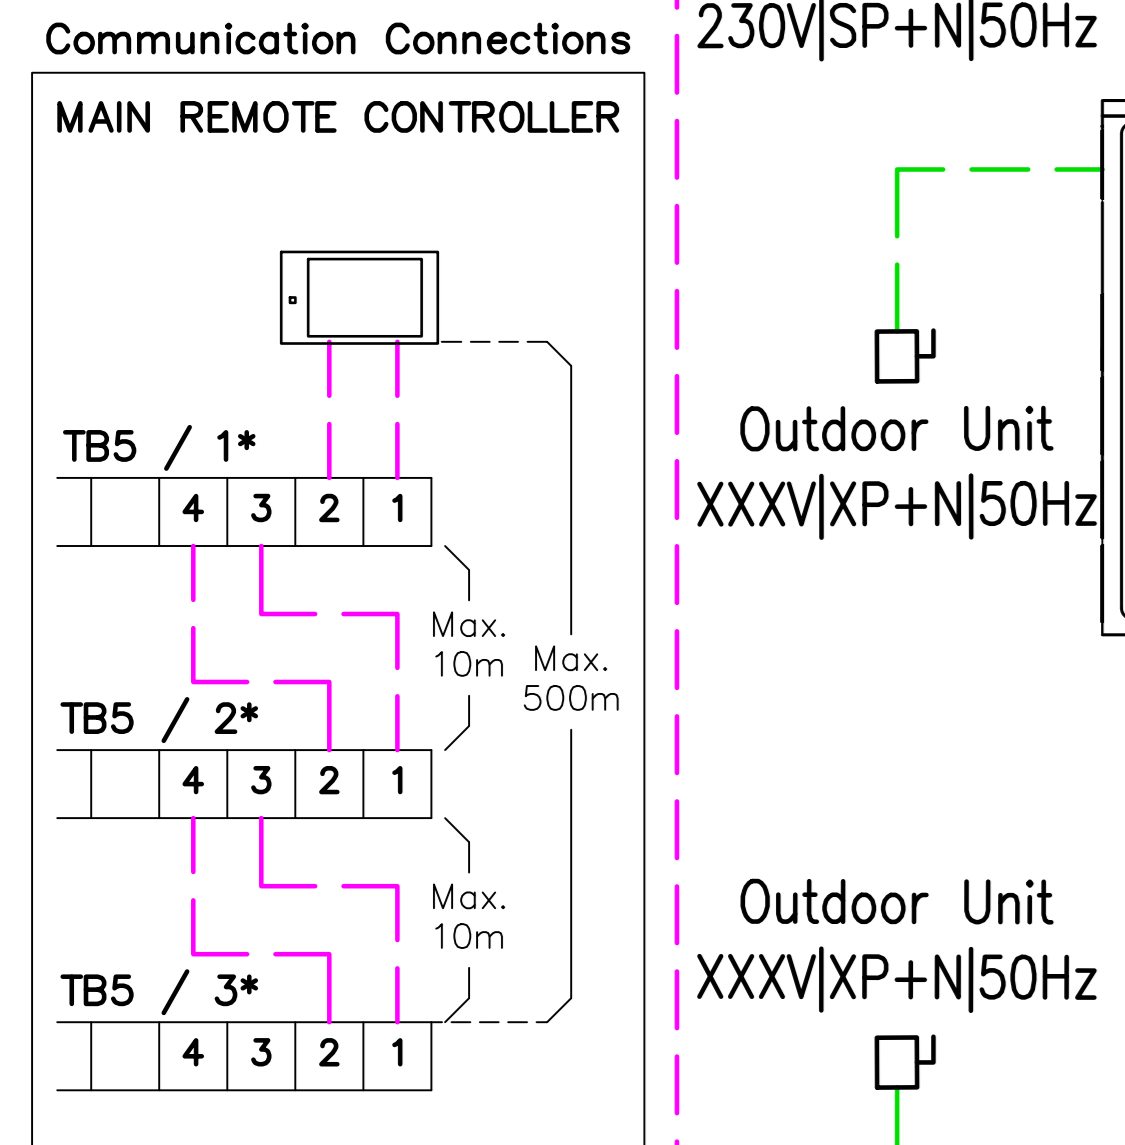 Communication Connections
MAIN REMOTE CONTROLLER
TB5 / 1*
4 3 2 1
Max.
10m
Max.
500m
TB5 / 2*
4 3 2 1
Max.
10m
TB5 / 3*
4 3 2 1
230V|SP+N|50Hz
Outdoor Unit
XXXV|XP+N|50Hz
Outdoor Unit
XXXV|XP+N|50Hz